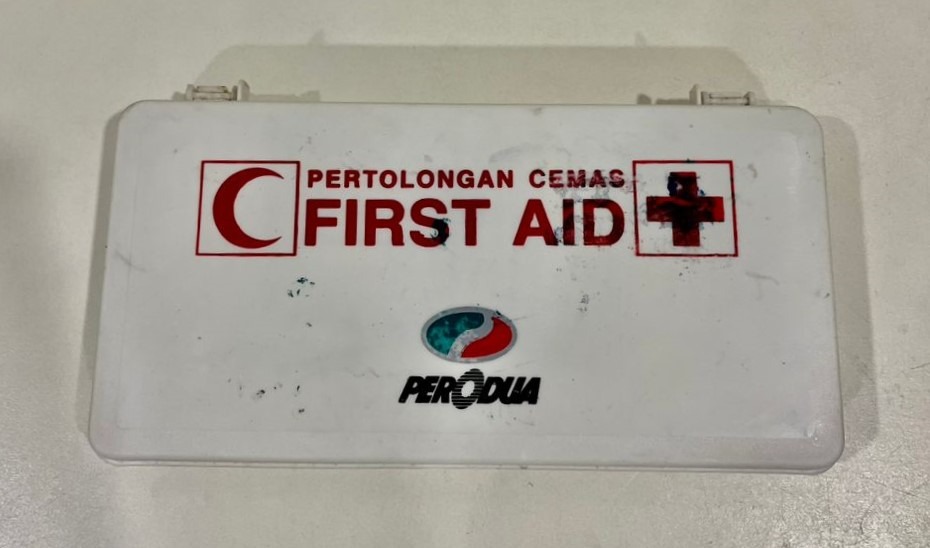 PERTOLONGAN CEMAS
FIRST AID
PERODUA